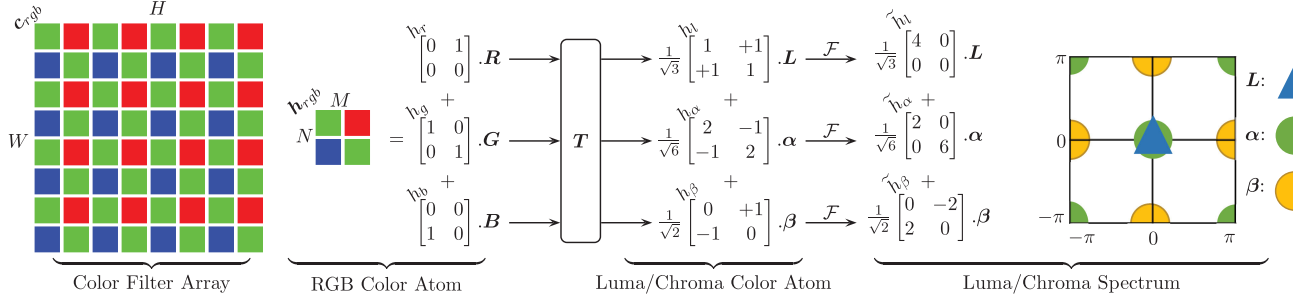 c_rgb
H
W
Color Filter Array
h_rgb
M
N
=
h_r
[0 1; 0 0] .R
+
h_g
[1 0; 0 1] .G
+
h_b
[0 0; 1 0] .B
RGB Color Atom
T
h_l
1/√3 [1 +1; +1 1] .L
+
h_α
1/√6 [2 -1; -1 2] .α
+
h_β
1/√2 [0 +1; -1 0] .β
Luma/Chroma Color Atom
F
F
F
h̃_l
1/√3 [4 0; 0 0] .L
+
h̃_α
1/√6 [2 0; 0 6] .α
+
h̃_β
1/√2 [0 -2; 2 0] .β
π
0
-π
-π
0
π
L:
α:
β:
Luma/Chroma Spectrum